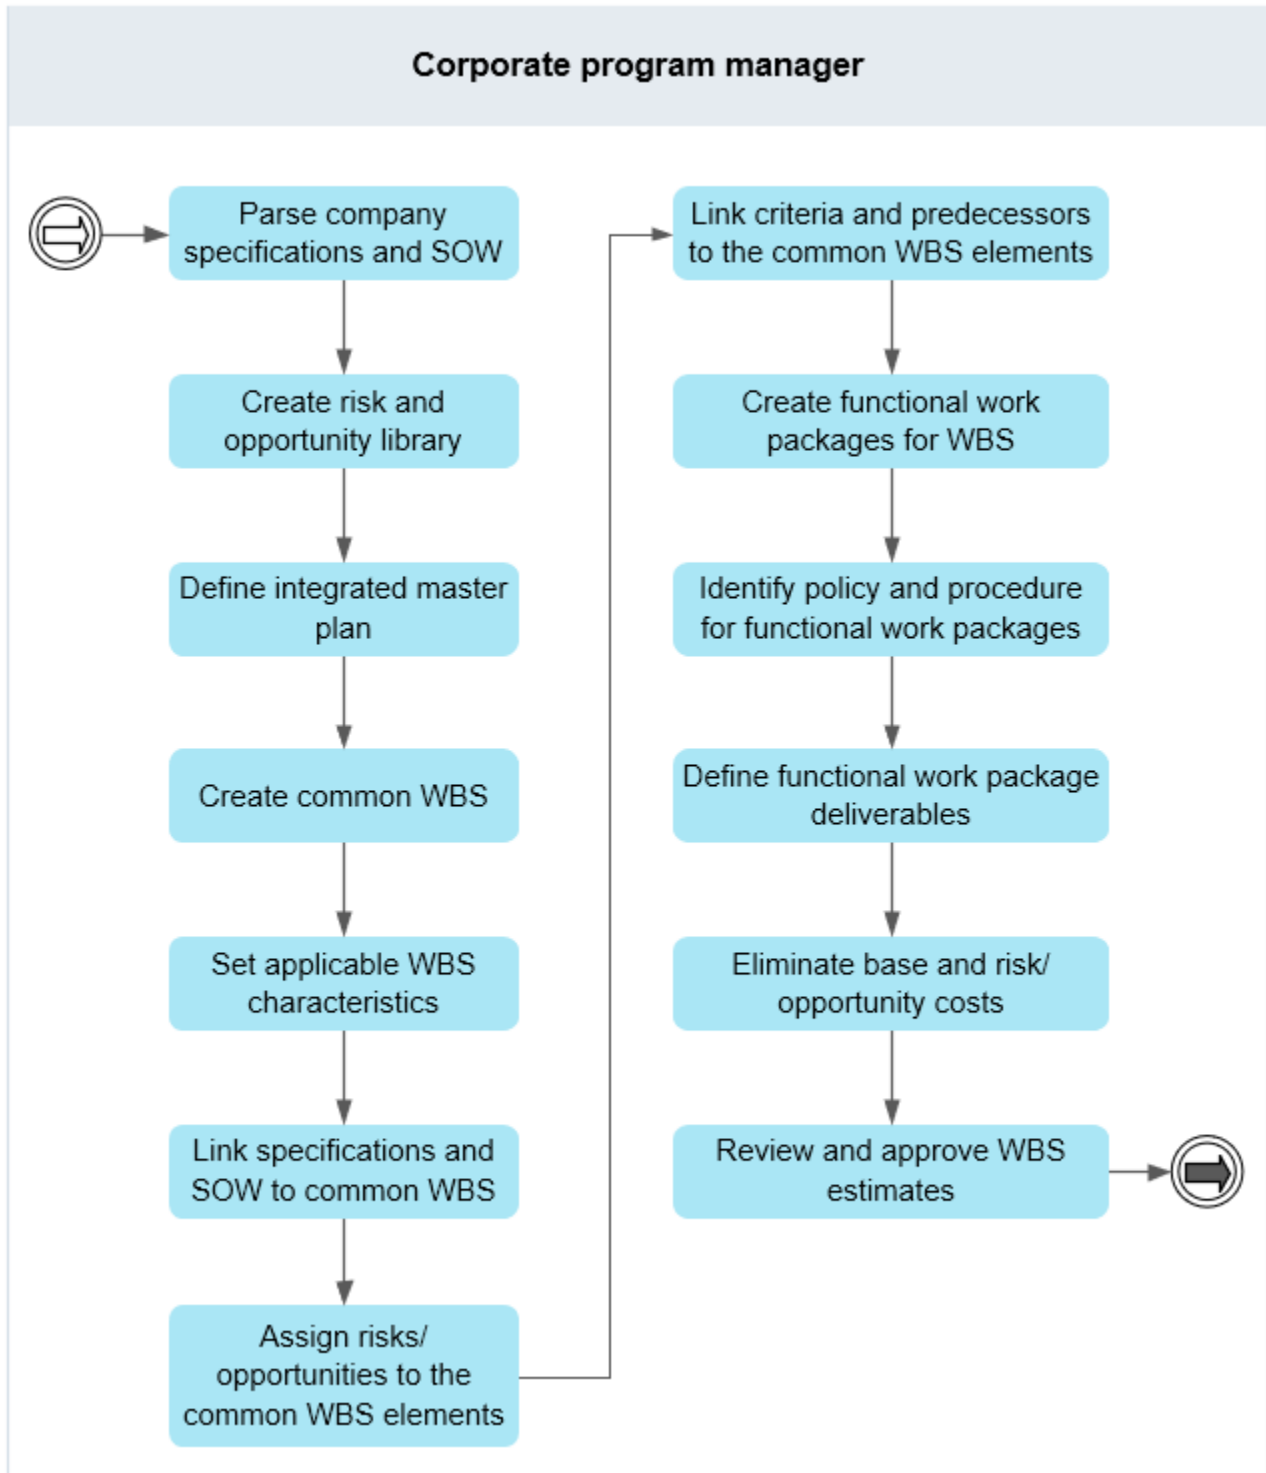 Corporate program manager
Parse company
specifications and SOW
Create risk and
opportunity library
Define integrated master
plan
Create common WBS
Set applicable WBS
characteristics
Link specifications and
SOW to common WBS
Assign risks/
opportunities to the
common WBS elements
Link criteria and predecessors
to the common WBS elements
Create functional work
packages for WBS
Identify policy and procedure
for functional work packages
Define functional work package
deliverables
Eliminate base and risk/
opportunity costs
Review and approve WBS
estimates